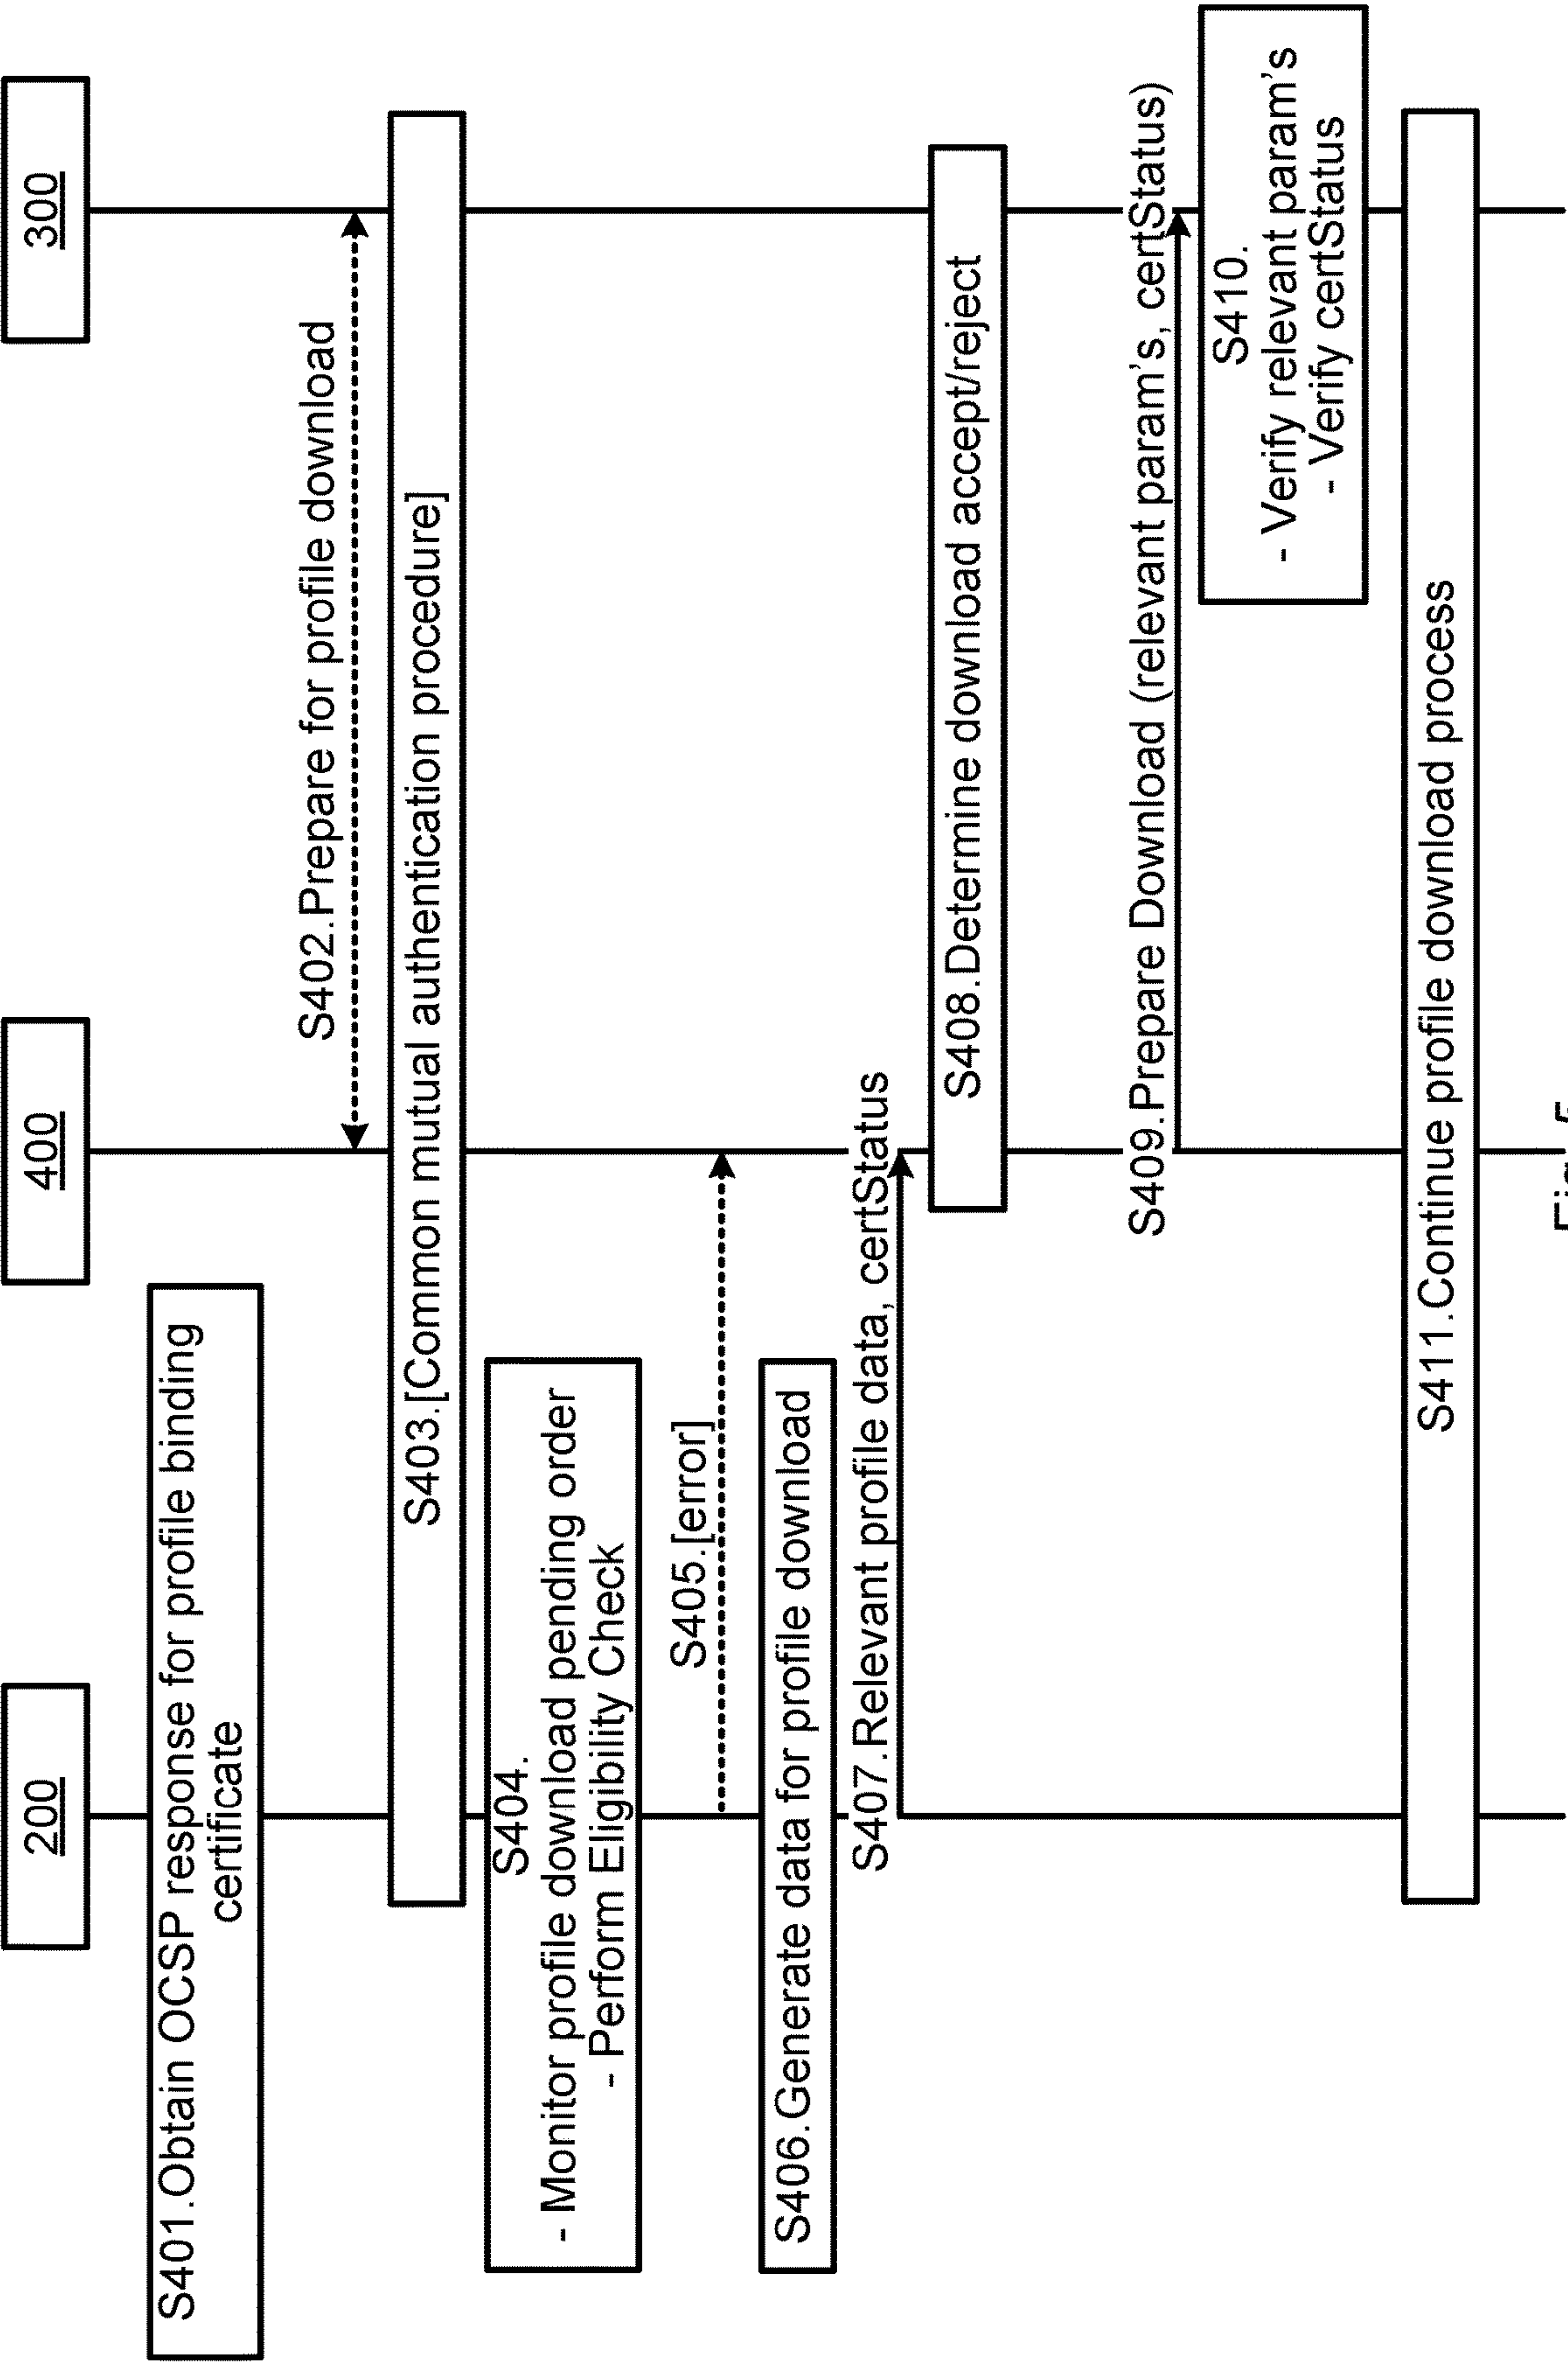 200
400
300
S401.Obtain OCSP response for profile binding
certificate
S402.Prepare for profile download
S403.[Common mutual authentication procedure]
S404.
- Monitor profile download pending order
- Perform Eligibility Check
S405.[error]
S406.Generate data for profile download
S407.Relevant profile data, certStatus
S408.Determine download accept/reject
S409.Prepare Download (relevant param's, certStatus)
S410.
- Verify relevant param's
- Verify certStatus
S411.Continue profile download process
Fig. 5